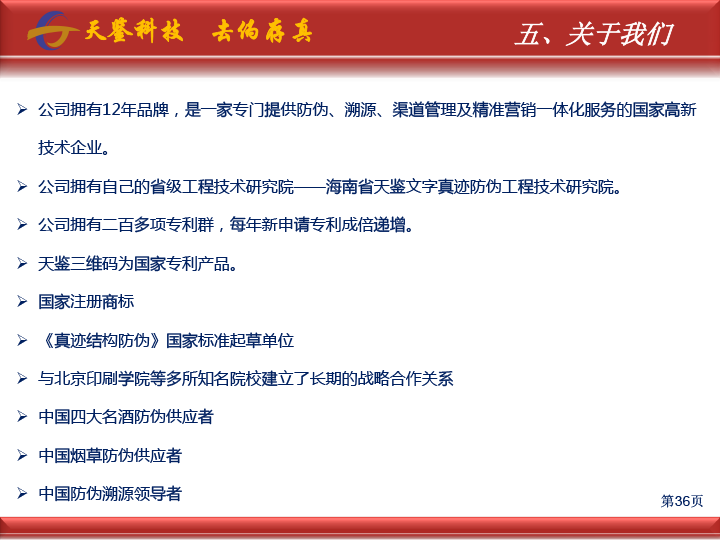 天鉴科技 去伪存真
五、关于我们
公司拥有12年品牌，是一家专门提供防伪、溯源、渠道管理及精准营销一体化服务的国家高新
技术企业。
公司拥有自己的省级工程技术研究院——海南省天鉴文字真迹防伪工程技术研究院。
公司拥有二百多项专利群，每年新申请专利成倍递增。
天鉴三维码为国家专利产品。
国家注册商标
《真迹结构防伪》国家标准起草单位
与北京印刷学院等多所知名院校建立了长期的战略合作关系
中国四大名酒防伪供应者
中国烟草防伪供应者
中国防伪溯源领导者
第36页